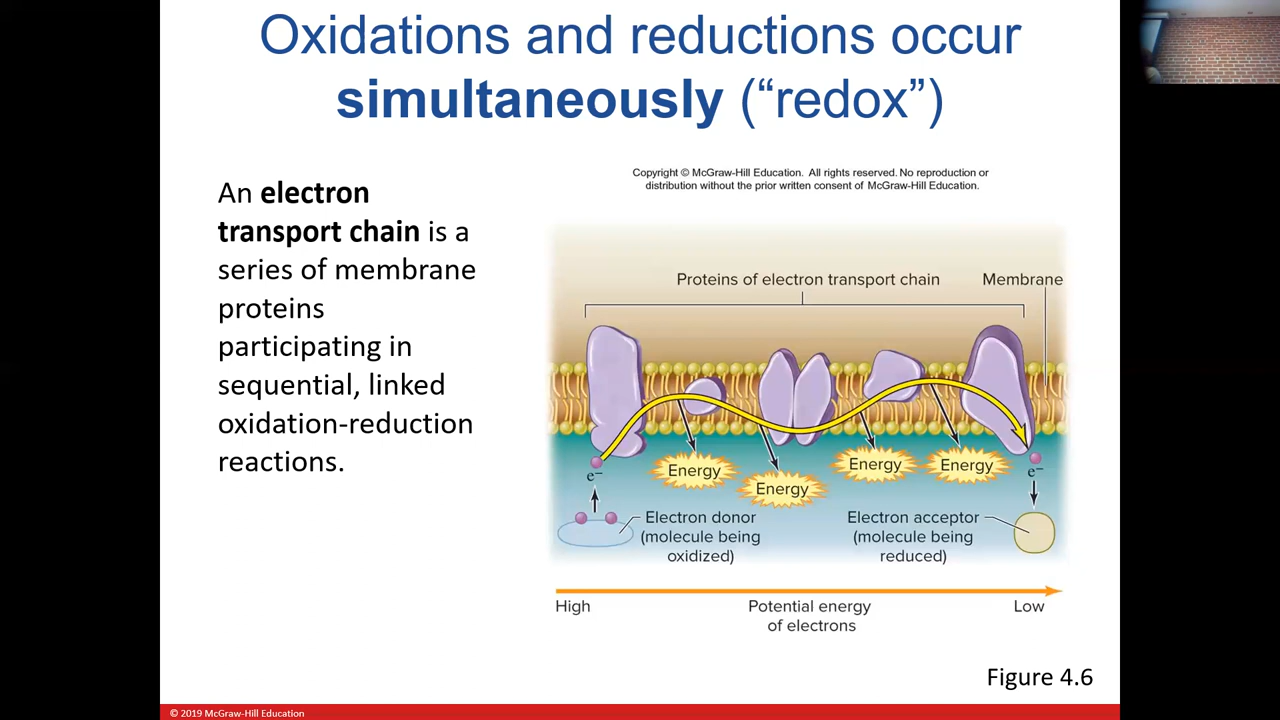 Oxidations and reductions occur
simultaneously (“redox”)
An electron
transport chain is a
series of membrane
proteins
participating in
sequential, linked
oxidation-reduction
reactions.
Copyright © McGraw-Hill Education. All rights reserved. No reproduction or
distribution without the prior written consent of McGraw-Hill Education.
Proteins of electron transport chain
Membrane
Energy
Energy
Energy
Energy
e⁻
e⁻
Electron donor
(molecule being
oxidized)
Electron acceptor
(molecule being
reduced)
High
Potential energy
of electrons
Low
Figure 4.6
© 2019 McGraw-Hill Education